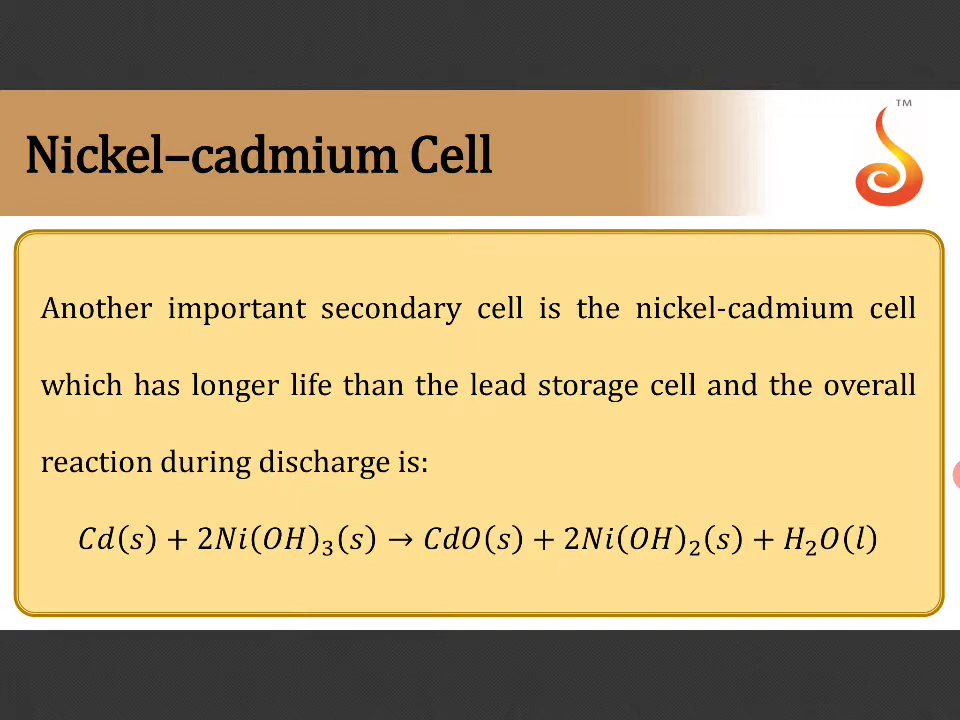 TM
Nickel–cadmium Cell
Another important secondary cell is the nickel-cadmium cell
which has longer life than the lead storage cell and the overall
reaction during discharge is:
Cd(s) + 2Ni(OH)₃(s) → CdO(s) + 2Ni(OH)₂(s) + H₂O(l)